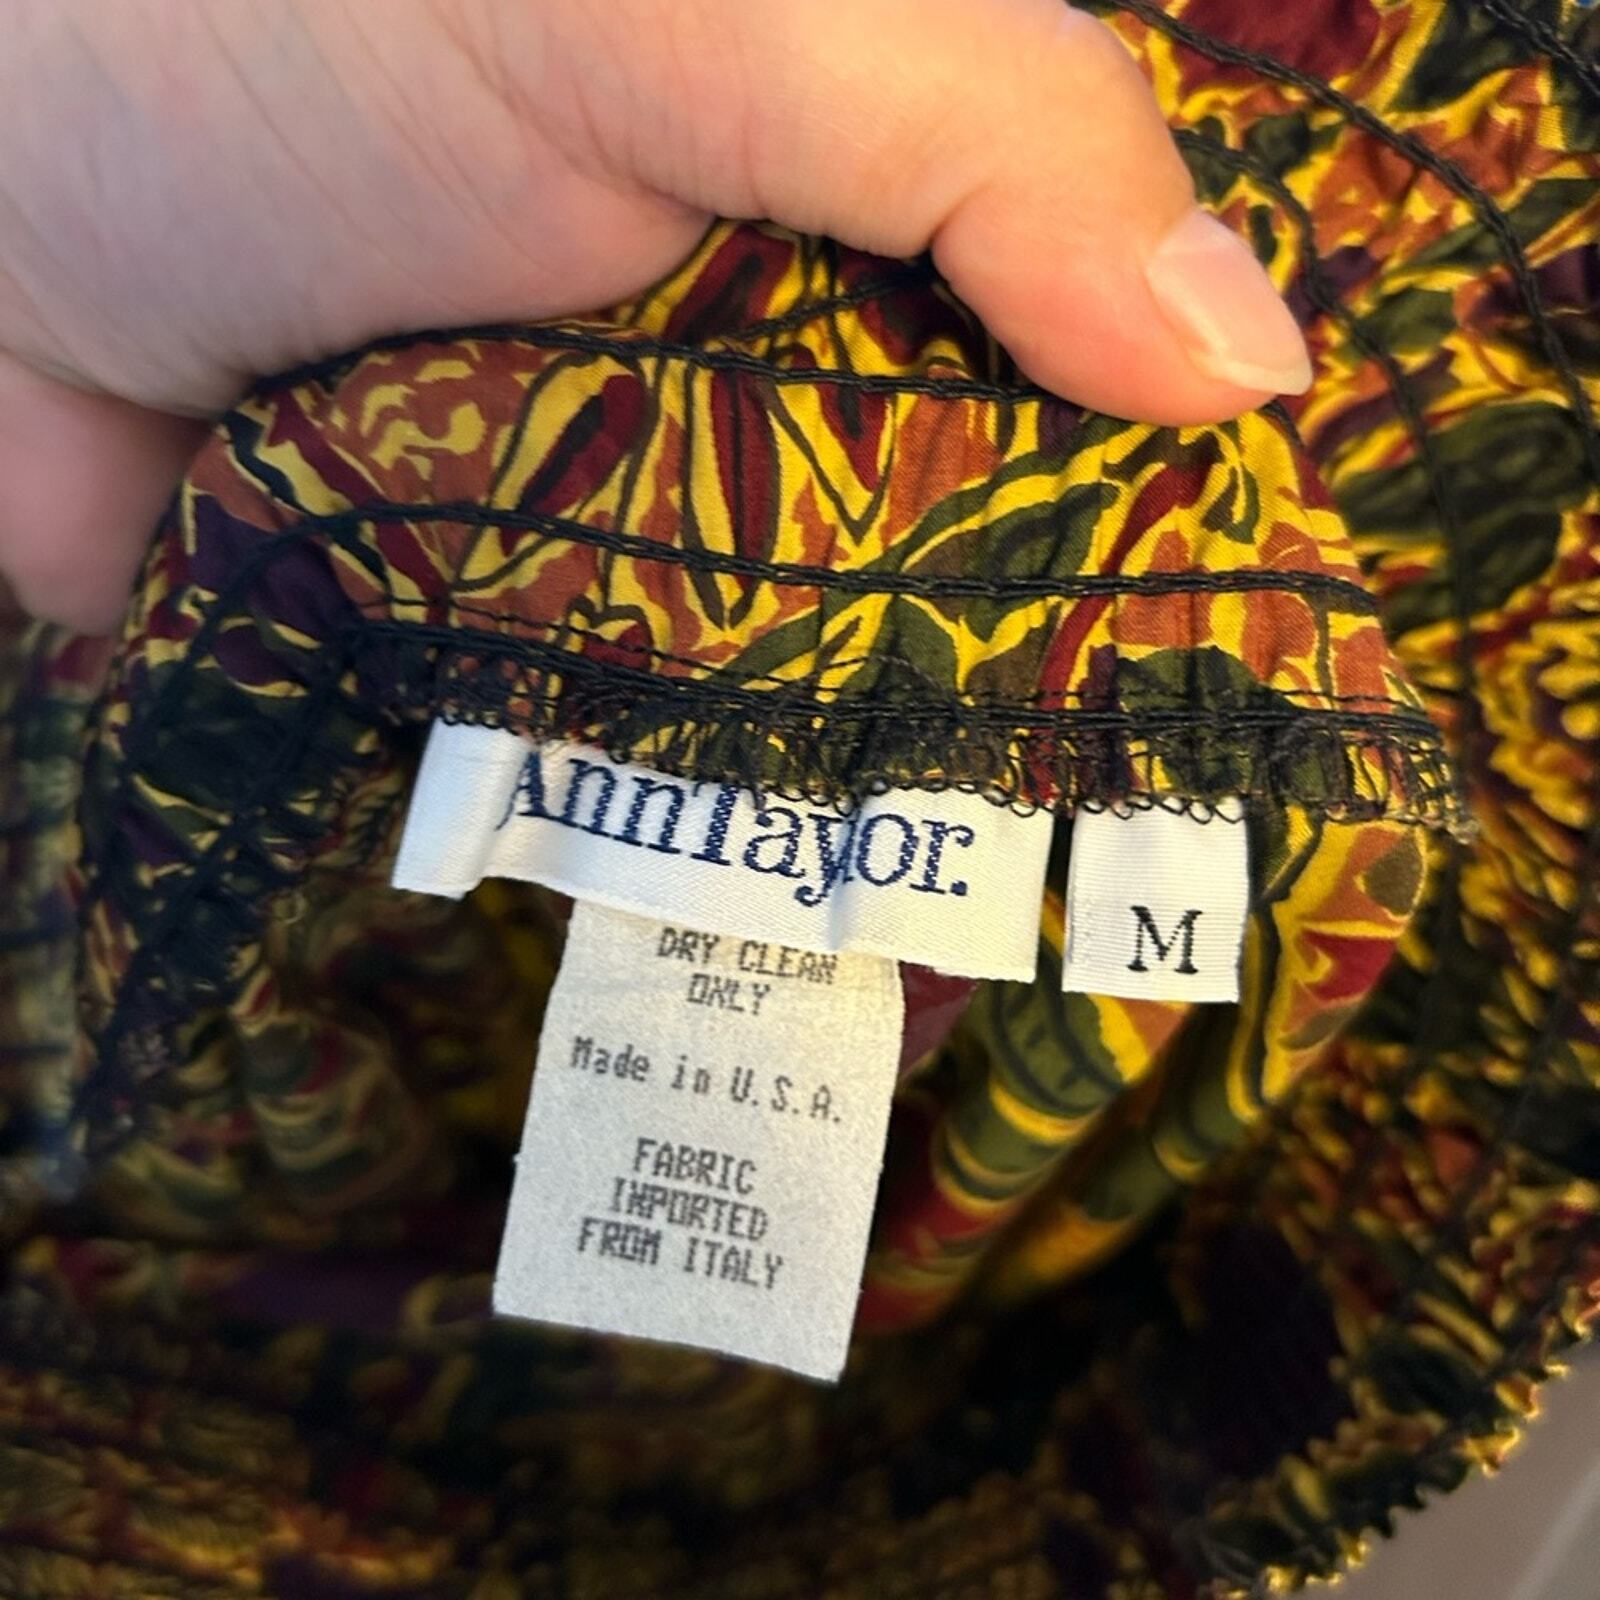 AnnTaylor.
M
DRY CLEAN
ONLY
Made in U.S.A.
FABRIC
IMPORTED
FROM ITALY